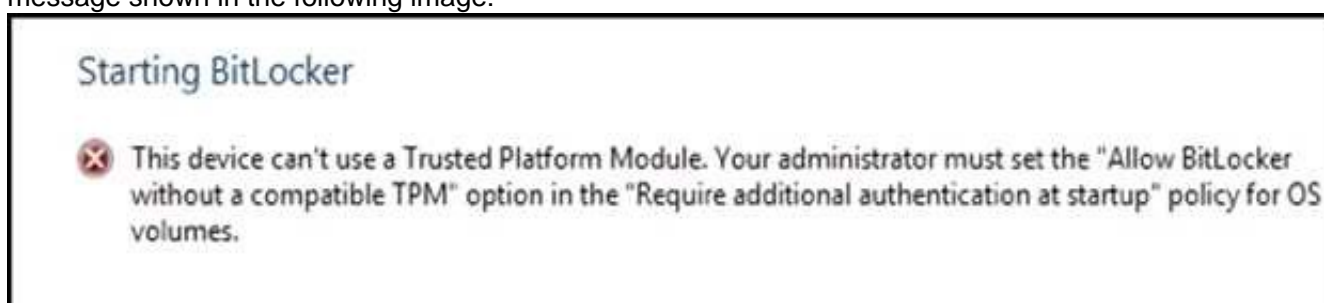 message shown in the following image.
Starting BitLocker
This device can't use a Trusted Platform Module. Your administrator must set the "Allow BitLocker
without a compatible TPM" option in the "Require additional authentication at startup" policy for OS
volumes.